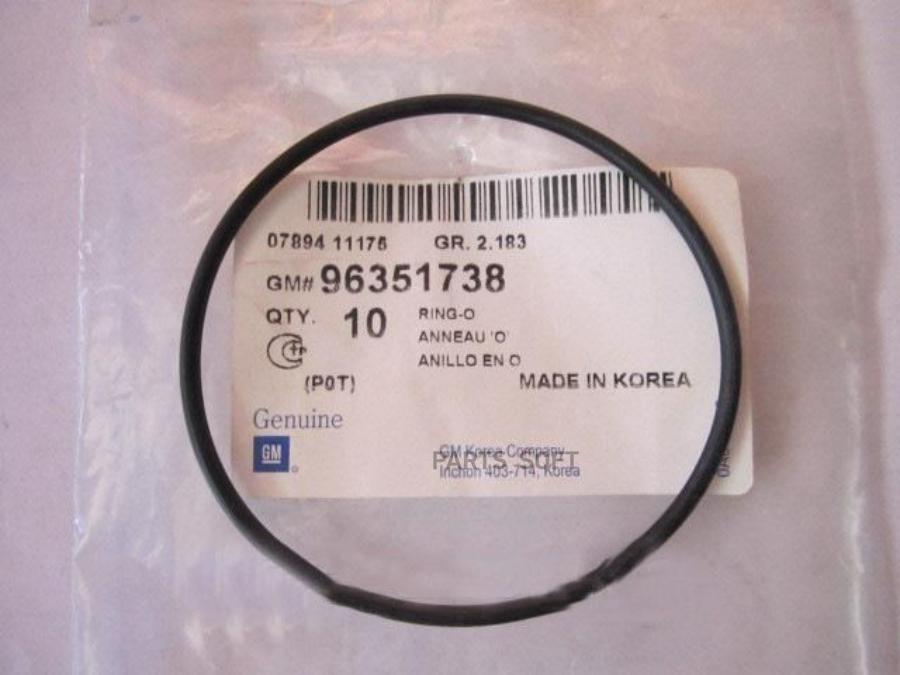 07894 11175 GR. 2.183
GM# 96351738
QTY. 10 RING-O
ANNEAU 'O'
ANILLO EN O
(P0T) MADE IN KOREA
Genuine
GM
GM Korea Company
PARTS SOFT
Inchon 403-714, Korea